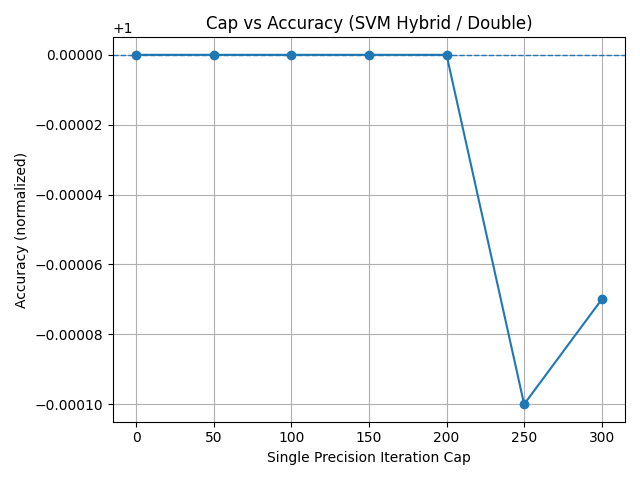 Cap vs Accuracy (SVM Hybrid / Double)
+1
0.00000
−0.00002
−0.00004
−0.00006
−0.00008
−0.00010
Accuracy (normalized)
0 50 100 150 200 250 300
Single Precision Iteration Cap